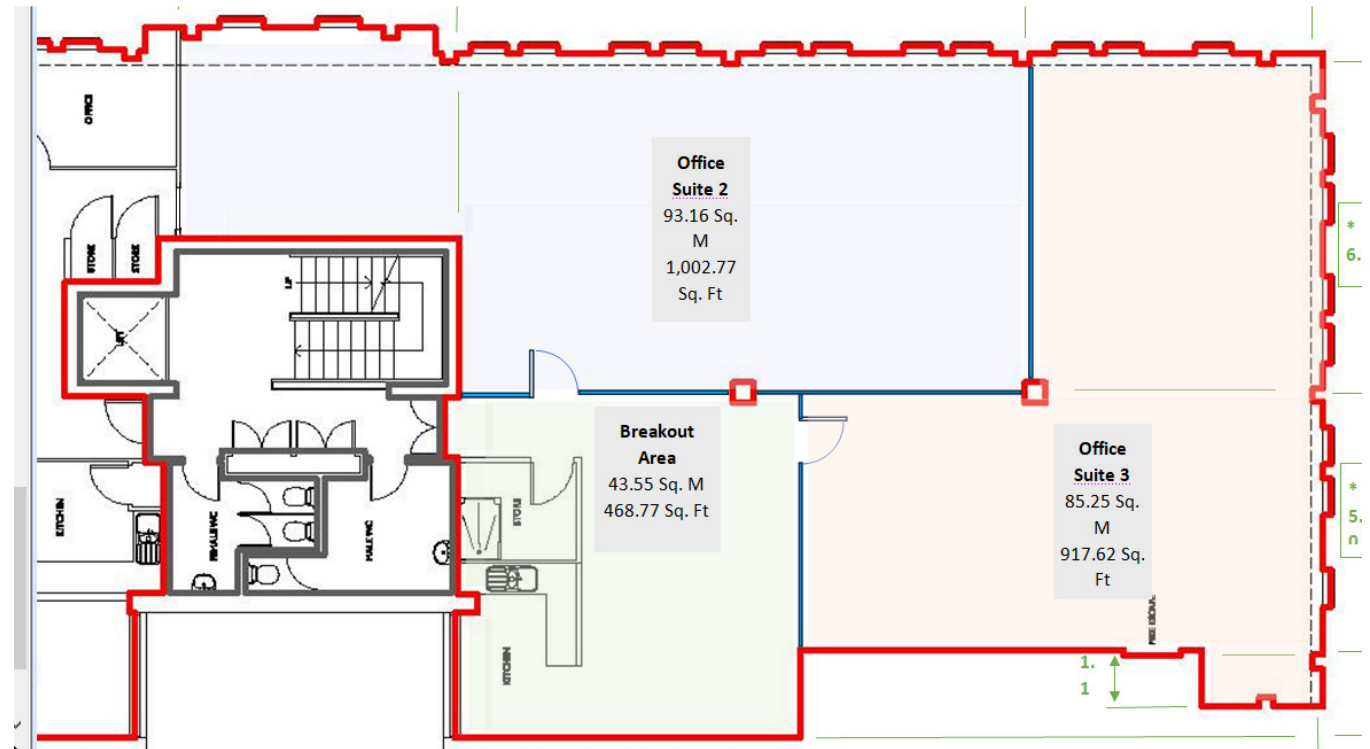 OFFICE
STORE
STORE
LIFT
UP
KITCHEN
FEMALE WC
MALE WC
STORE
KITCHEN
Office
Suite 2
93.16 Sq.
M
1,002.77
Sq. Ft
Breakout
Area
43.55 Sq. M
468.77 Sq. Ft
Office
Suite 3
85.25 Sq.
M
917.62 Sq.
Ft
FIRE ESCAPE
1.
1
*
6.
*
5.